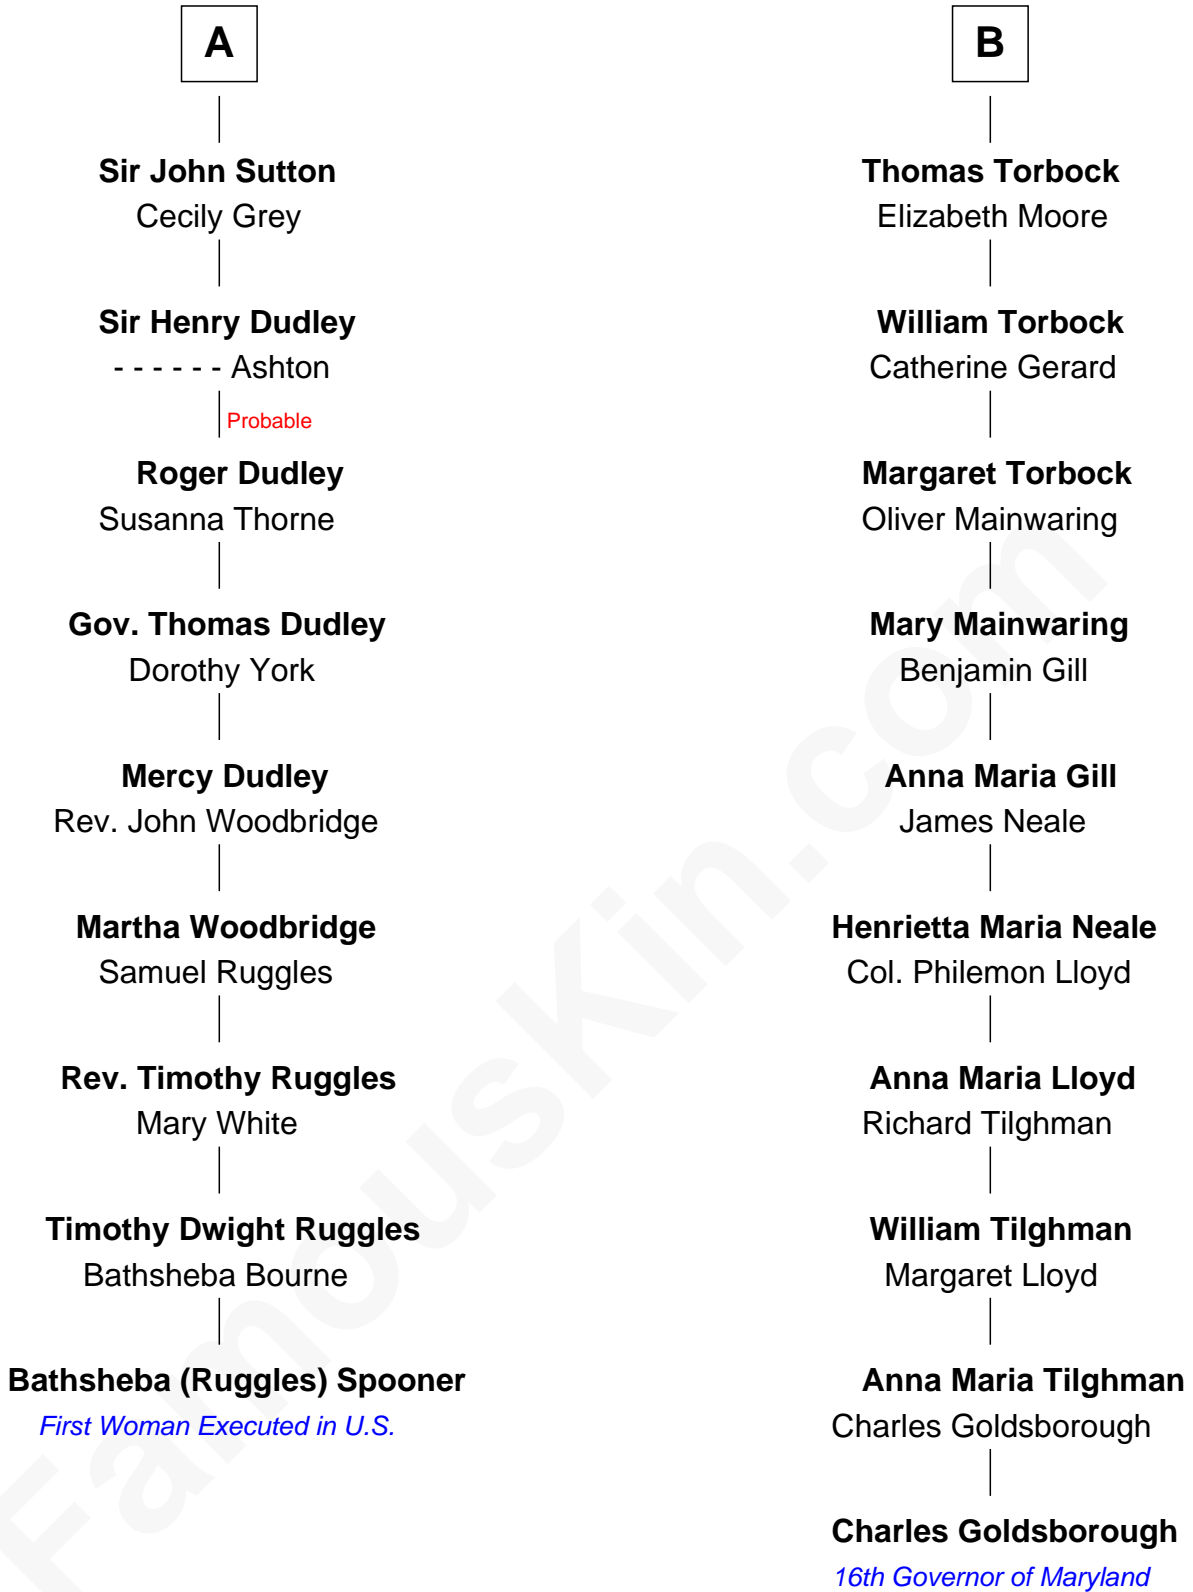 A
Sir John Sutton
Cecily Grey
Sir Henry Dudley
- - - - - - Ashton
Probable
Roger Dudley
Susanna Thorne
Gov. Thomas Dudley
Dorothy York
Mercy Dudley
Rev. John Woodbridge
Martha Woodbridge
Samuel Ruggles
Rev. Timothy Ruggles
Mary White
Timothy Dwight Ruggles
Bathsheba Bourne
Bathsheba (Ruggles) Spooner
First Woman Executed in U.S.
B
Thomas Torbock
Elizabeth Moore
William Torbock
Catherine Gerard
Margaret Torbock
Oliver Mainwaring
Mary Mainwaring
Benjamin Gill
Anna Maria Gill
James Neale
Henrietta Maria Neale
Col. Philemon Lloyd
Anna Maria Lloyd
Richard Tilghman
William Tilghman
Margaret Lloyd
Anna Maria Tilghman
Charles Goldsborough
Charles Goldsborough
16th Governor of Maryland
FamousKin.com